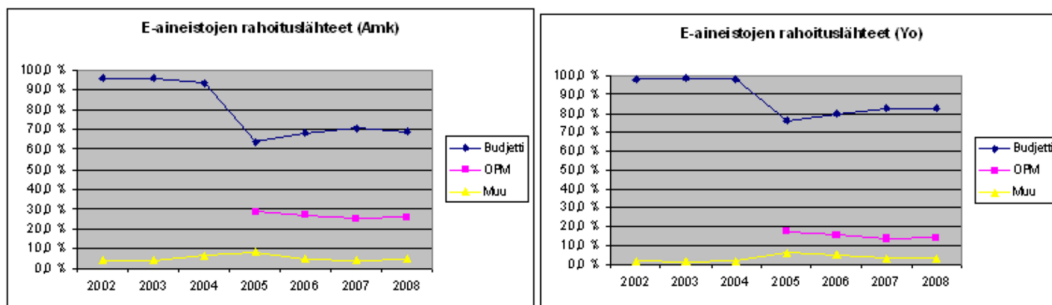 E-aineistojen rahoituslähteet (Amk)
100,0 %
90,0 %
80,0 %
70,0 %
60,0 %
50,0 %
40,0 %
30,0 %
20,0 %
10,0 %
0,0 %
2002 2003 2004 2005 2006 2007 2008
Budjetti
OPM
Muu
E-aineistojen rahoituslähteet (Yo)
100,0 %
90,0 %
80,0 %
70,0 %
60,0 %
50,0 %
40,0 %
30,0 %
20,0 %
10,0 %
0,0 %
2002 2003 2004 2005 2006 2007 2008
Budjetti
OPM
Muu